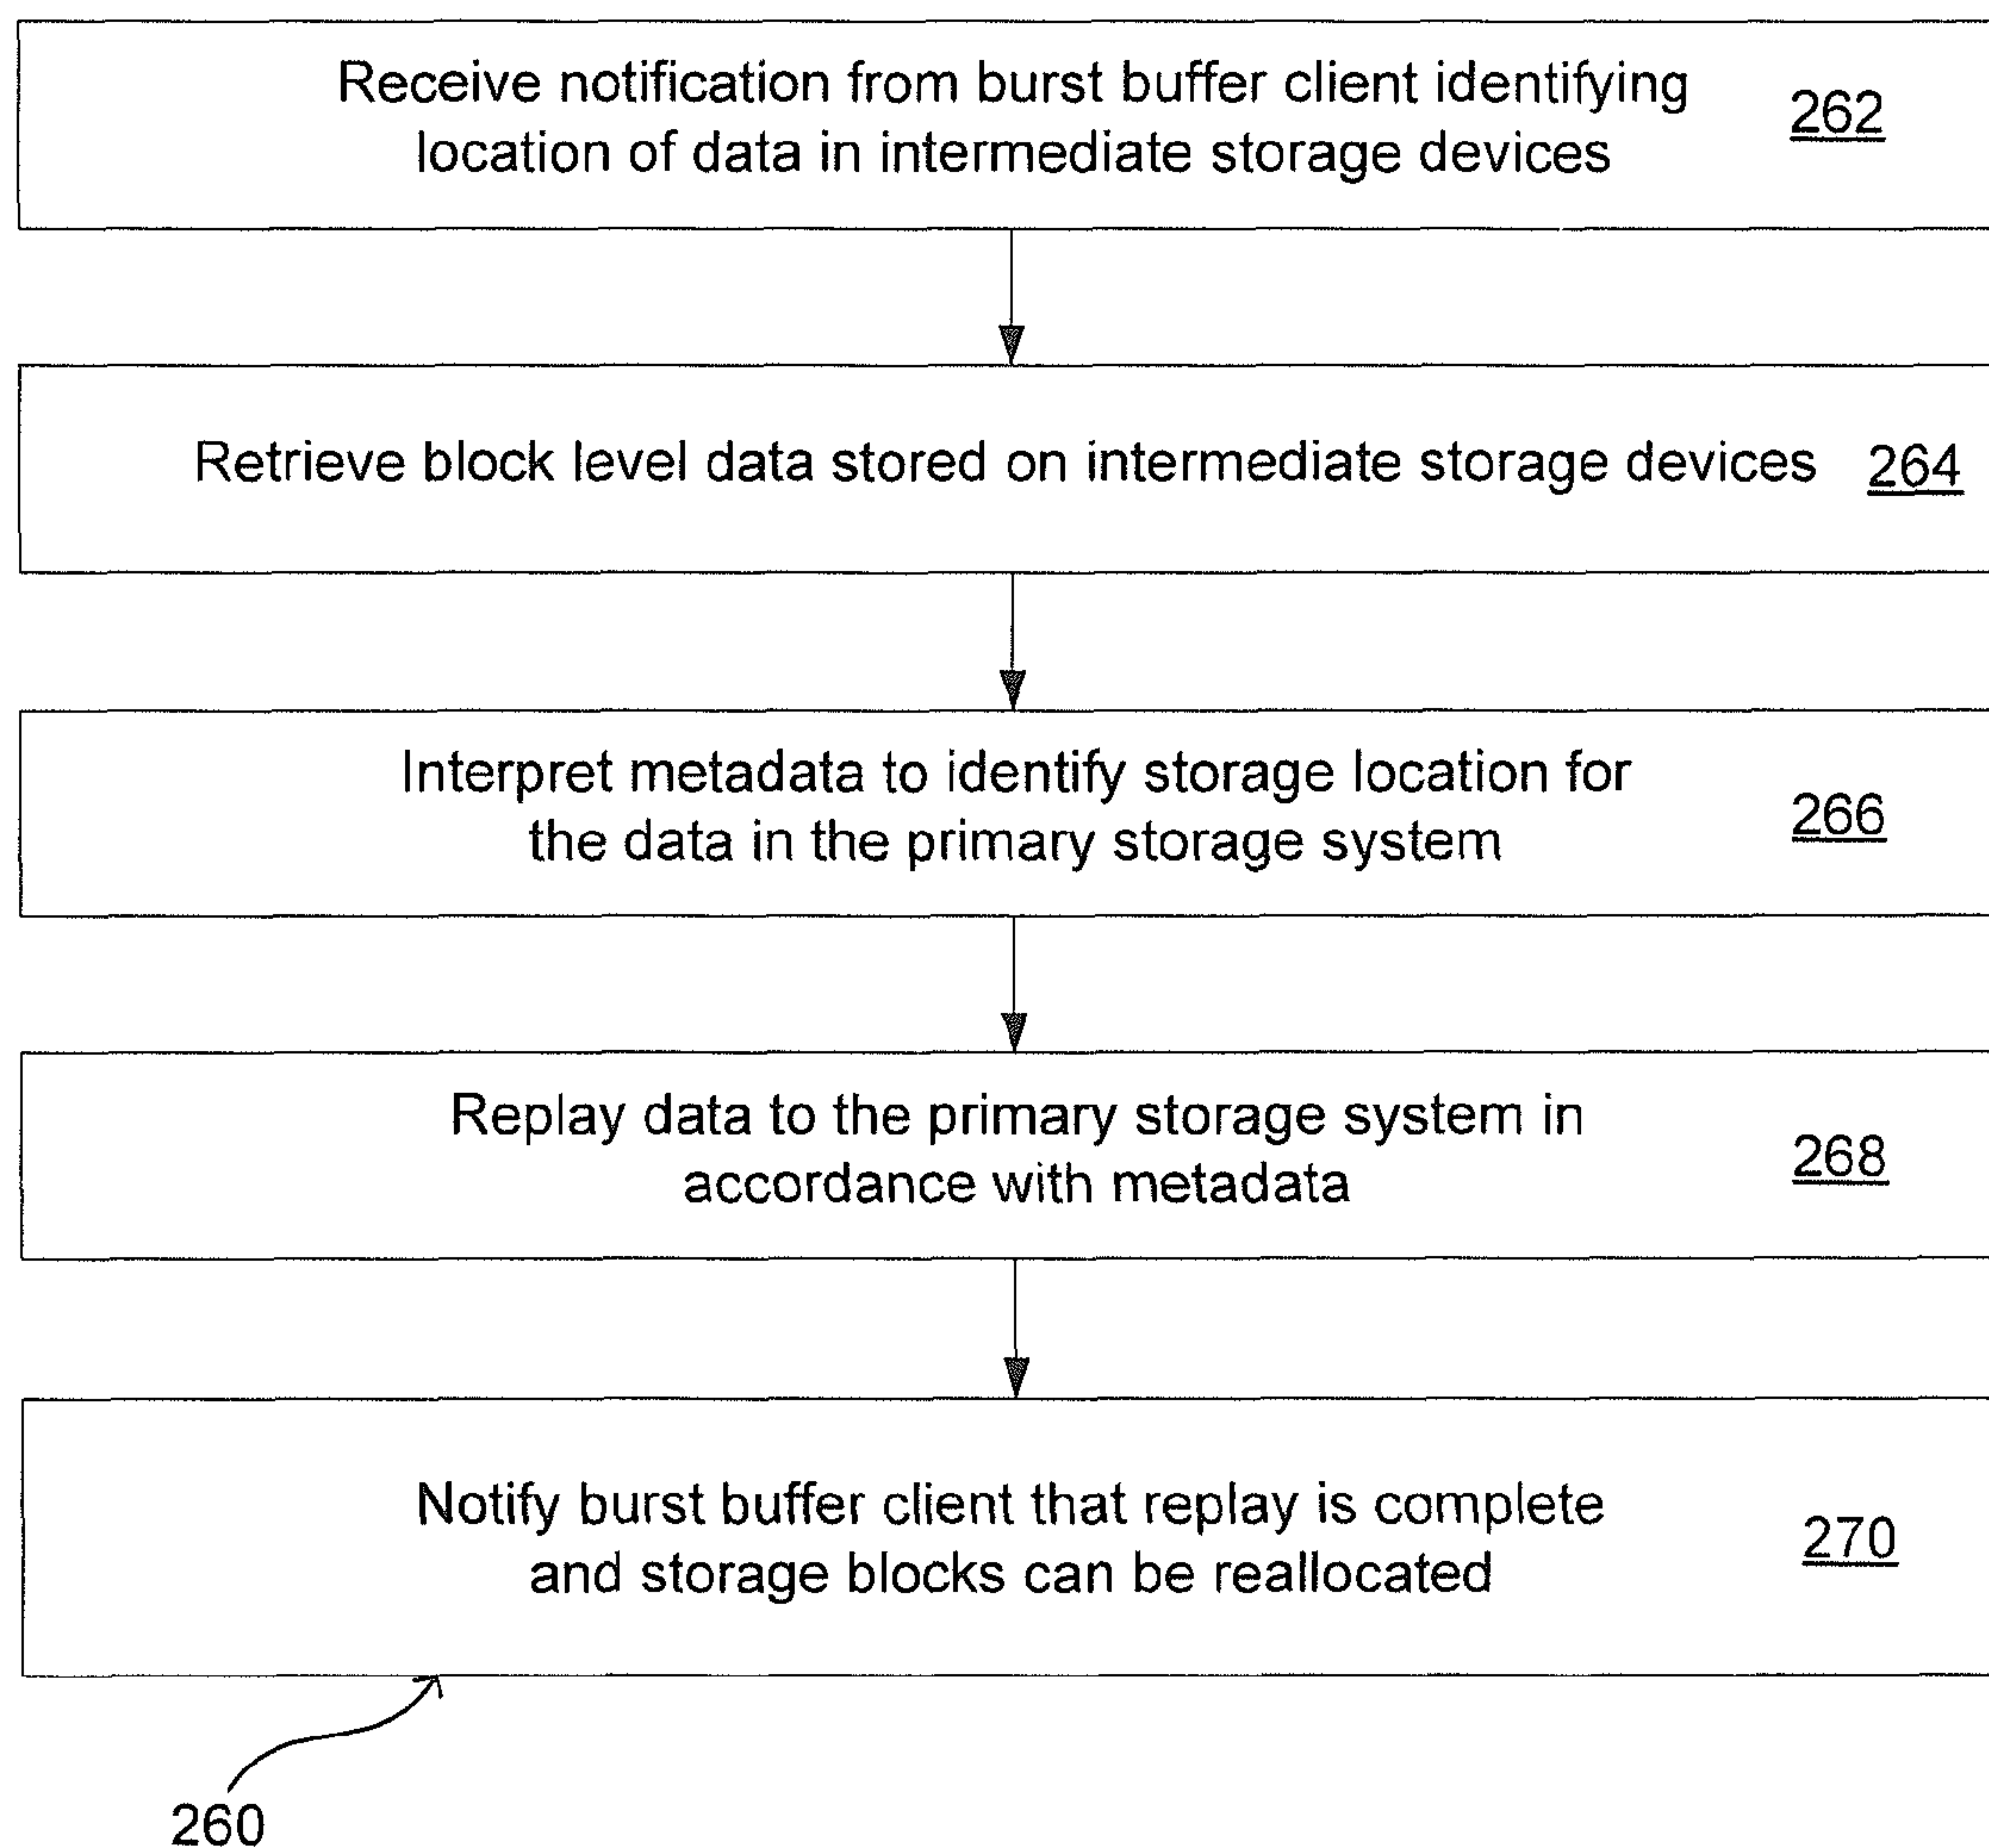 Receive notification from burst buffer client identifying
location of data in intermediate storage devices
262
Retrieve block level data stored on intermediate storage devices 264
Interpret metadata to identify storage location for
the data in the primary storage system
266
Replay data to the primary storage system in
accordance with metadata
268
Notify burst buffer client that replay is complete
and storage blocks can be reallocated
270
260